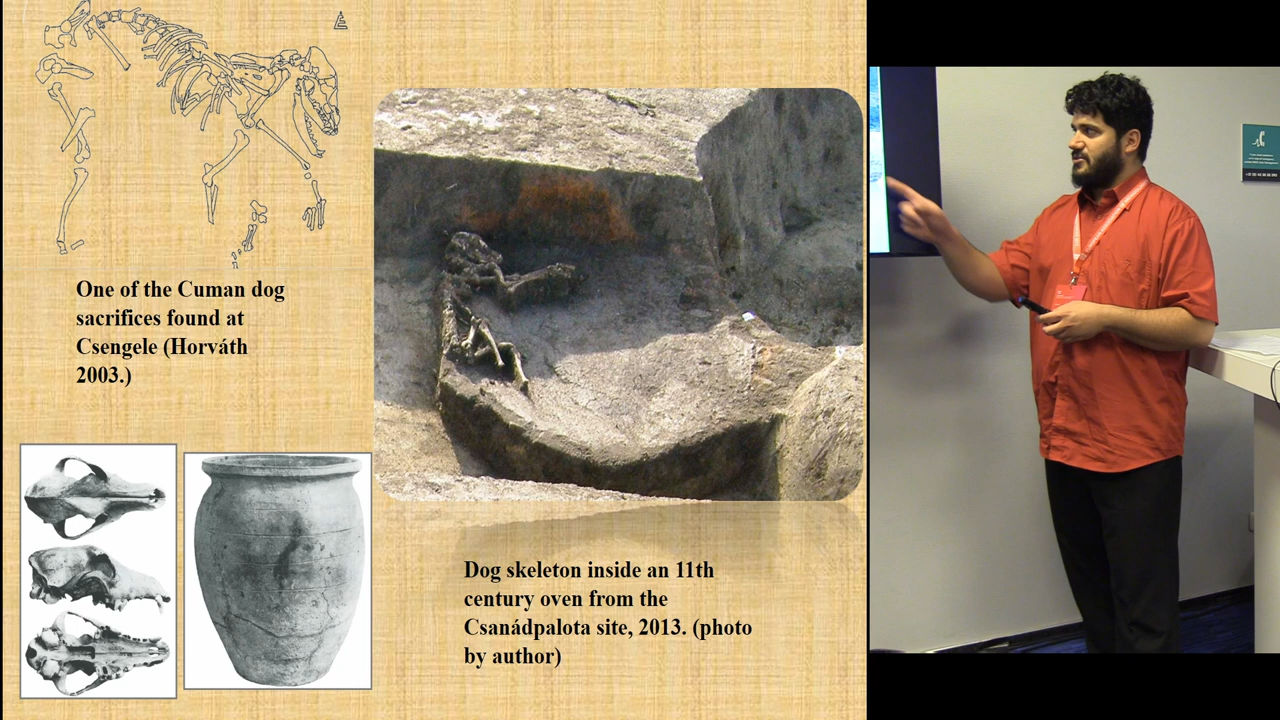 One of the Cuman dog
sacrifices found at
Csengele (Horváth
2003.)
Dog skeleton inside an 11th
century oven from the
Csanádpalota site, 2013. (photo
by author)